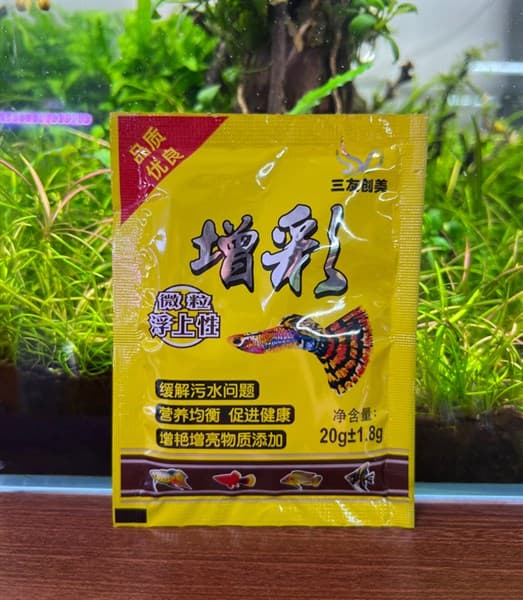 品质
优良
三友创美
增彩
微粒
浮上性
缓解污水问题
营养均衡 促进健康
增艳增亮物质添加
净含量:
20g±1.8g